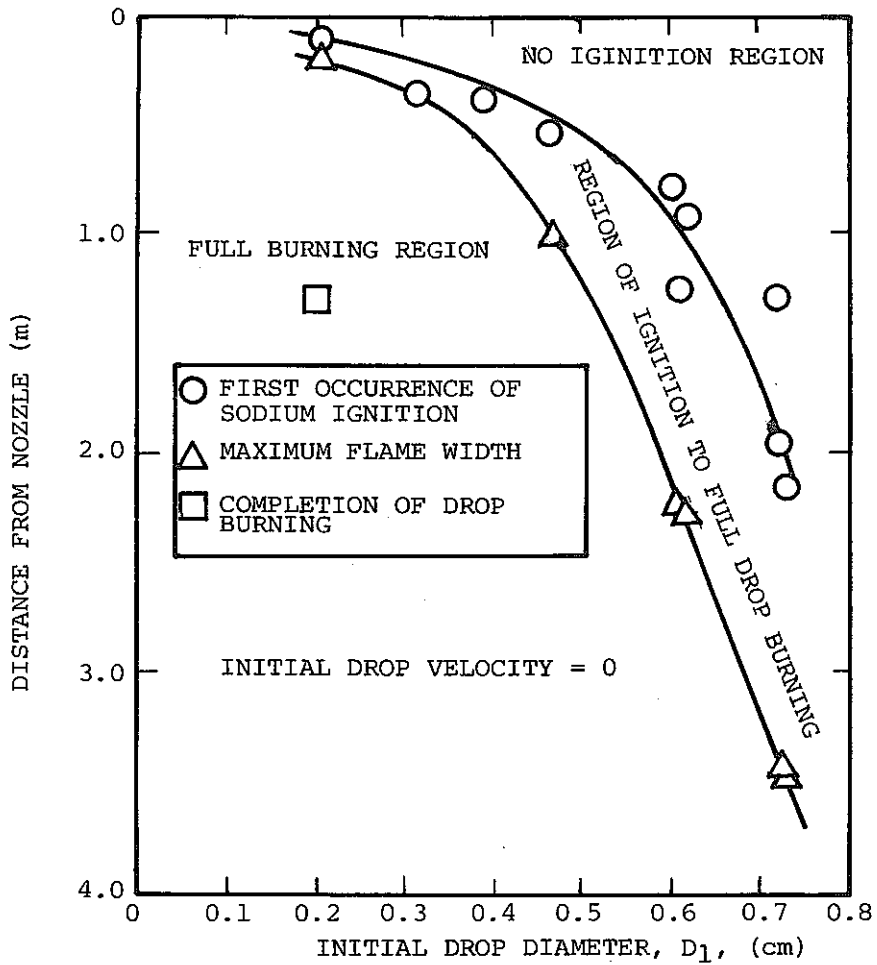 0
NO IGINITION REGION
1.0
FULL BURNING REGION
REGION OF IGNITION TO FULL DROP BURNING
FIRST OCCURRENCE OF
SODIUM IGNITION
MAXIMUM FLAME WIDTH
COMPLETION OF DROP
BURNING
2.0
DISTANCE FROM NOZZLE (m)
3.0
INITIAL DROP VELOCITY = 0
4.0
0 0.1 0.2 0.3 0.4 0.5 0.6 0.7 0.8
INITIAL DROP DIAMETER, D1, (cm)